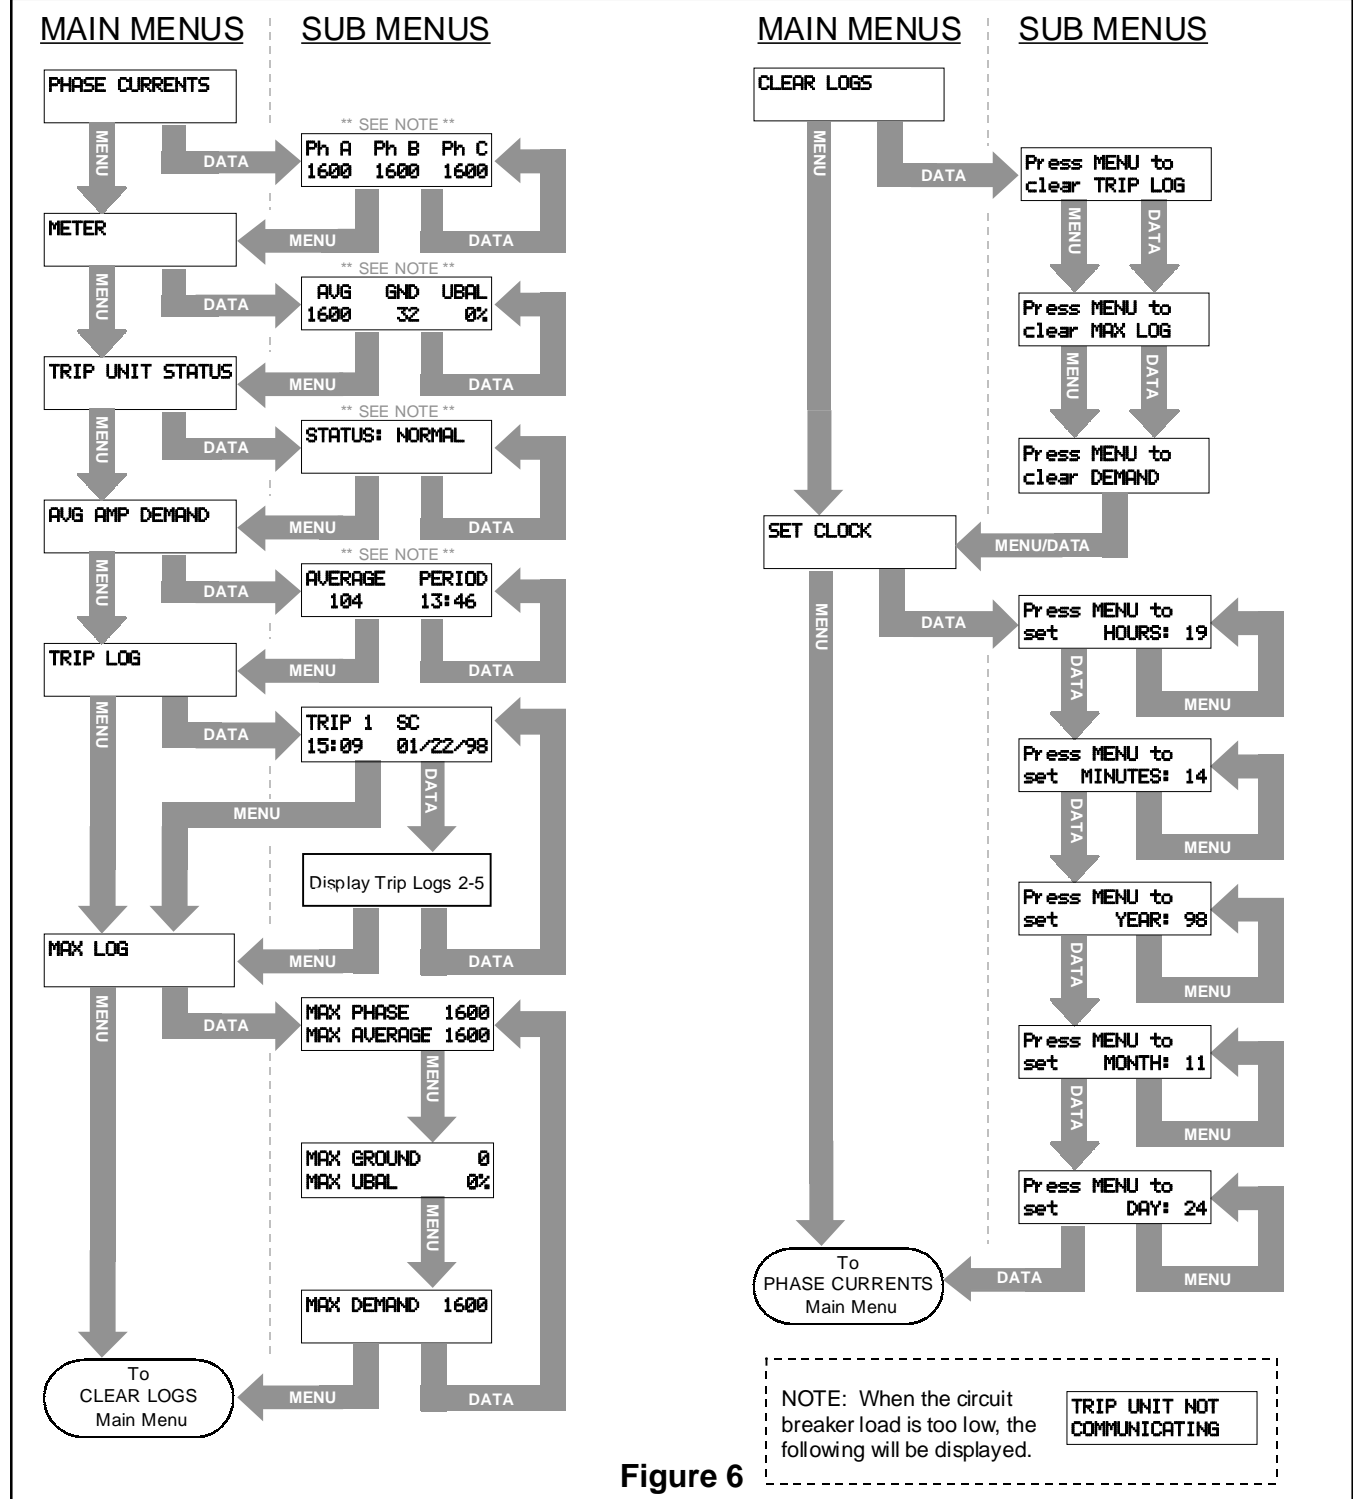 MAIN MENUS
SUB MENUS
PHASE CURRENTS
MENU
DATA
** SEE NOTE **
Ph A Ph B Ph C
1600 1600 1600
MENU
DATA
METER
MENU
DATA
** SEE NOTE **
AVG GND UBAL
1600 32 0%
MENU
DATA
TRIP UNIT STATUS
MENU
DATA
** SEE NOTE **
STATUS: NORMAL
MENU
DATA
AVG AMP DEMAND
MENU
DATA
** SEE NOTE **
AVERAGE PERIOD
104 13:46
MENU
DATA
TRIP LOG
MENU
DATA
TRIP 1 SC
15:09 01/22/98
MENU
DATA
Display Trip Logs 2-5
MENU
DATA
MAX LOG
MENU
DATA
MAX PHASE 1600
MAX AVERAGE 1600
MENU
MAX GROUND 0
MAX UBAL 0%
MENU
MAX DEMAND 1600
MENU
DATA
To
CLEAR LOGS
Main Menu
MAIN MENUS
SUB MENUS
CLEAR LOGS
MENU
DATA
Press MENU to
clear TRIP LOG
MENU
DATA
Press MENU to
clear MAX LOG
MENU
DATA
Press MENU to
clear DEMAND
MENU/DATA
SET CLOCK
MENU
DATA
Press MENU to
set HOURS: 19
DATA
MENU
Press MENU to
set MINUTES: 14
DATA
MENU
Press MENU to
set YEAR: 98
DATA
MENU
Press MENU to
set MONTH: 11
DATA
MENU
Press MENU to
set DAY: 24
DATA
MENU
To
PHASE CURRENTS
Main Menu
NOTE: When the circuit
breaker load is too low, the
following will be displayed.
TRIP UNIT NOT
COMMUNICATING
Figure 6